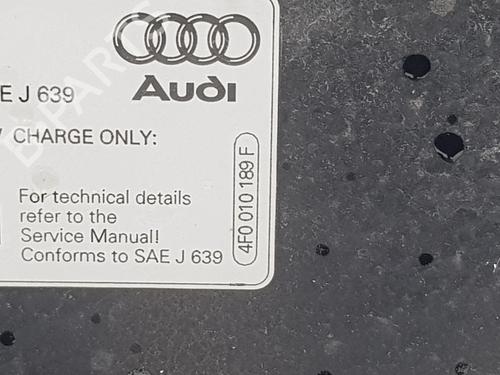 Audi
E J 639
CHARGE ONLY:
For technical details
refer to the
Service Manual!
Conforms to SAE J 639
4F0 010 189 F